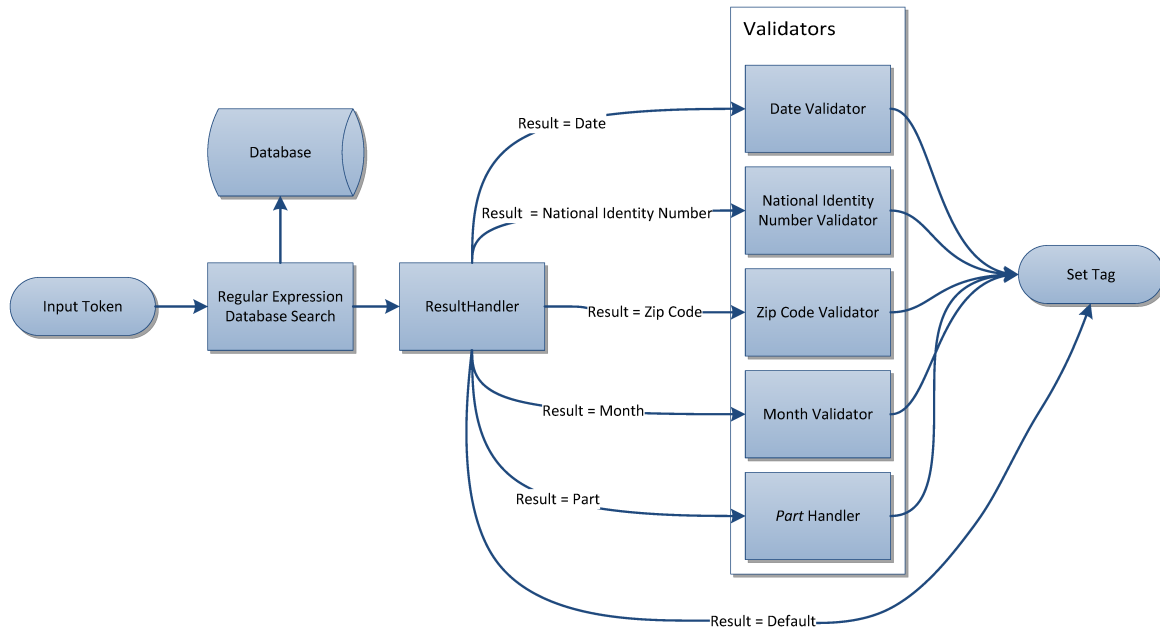 Validators
Date Validator
Result = Date
Database
National Identity
Number Validator
Result  = National Identity Number
Set Tag
Regular Expression
Database Search
Input Token
ResultHandler
Result = Zip Code
Zip Code Validator
Result = Month
Month Validator
Result = Part
Part Handler
Result = Default